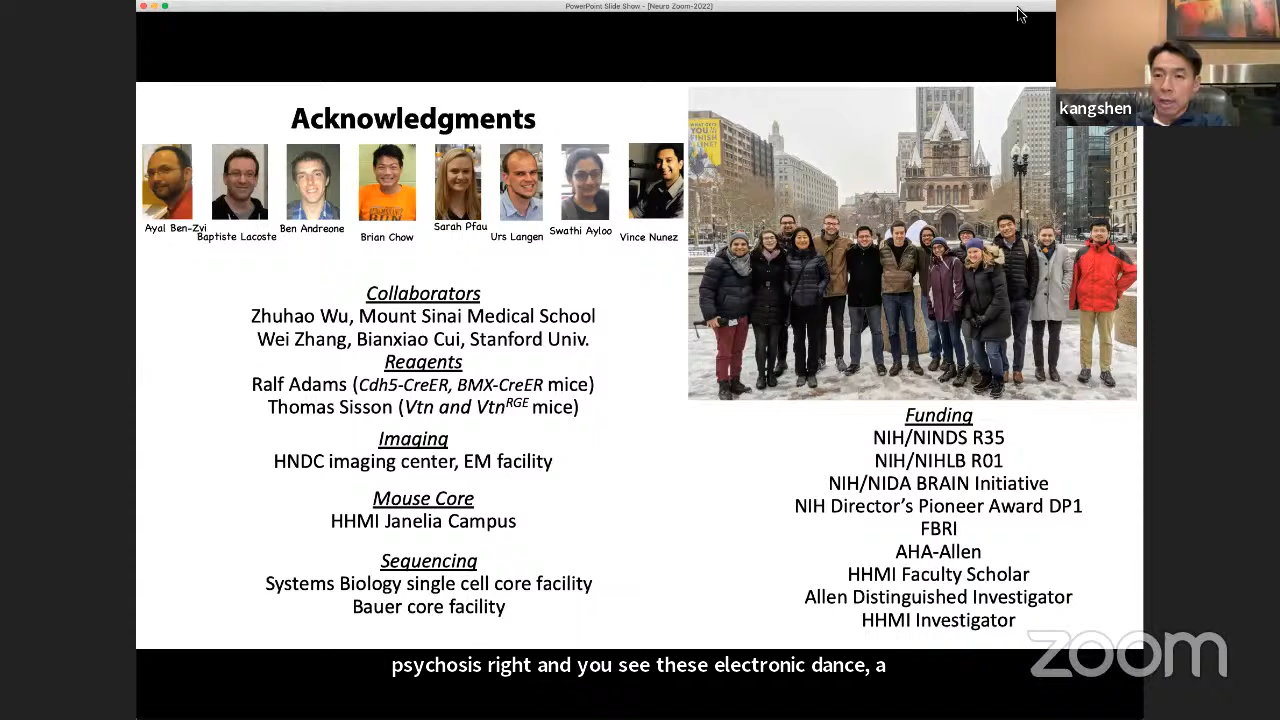 PowerPoint Slide Show - [Neuro Zoom-2022]
kangshen
Acknowledgments
Ayal Ben-Zvi
Baptiste Lacoste
Ben Andreone
Brian Chow
Sarah Pfau
Urs Langen
Swathi Ayloo
Vince Nunez
Collaborators
Zhuhao Wu, Mount Sinai Medical School
Wei Zhang, Bianxiao Cui, Stanford Univ.
Reagents
Ralf Adams (Cdh5-CreER, BMX-CreER mice)
Thomas Sisson (Vtn and VtnRGE mice)
Imaging
HNDC imaging center, EM facility
Mouse Core
HHMI Janelia Campus
Sequencing
Systems Biology single cell core facility
Bauer core facility
Funding
NIH/NINDS R35
NIH/NIHLB R01
NIH/NIDA BRAIN Initiative
NIH Director’s Pioneer Award DP1
FBRI
AHA-Allen
HHMI Faculty Scholar
Allen Distinguished Investigator
HHMI Investigator
zoom
psychosis right and you see these electronic dance, a